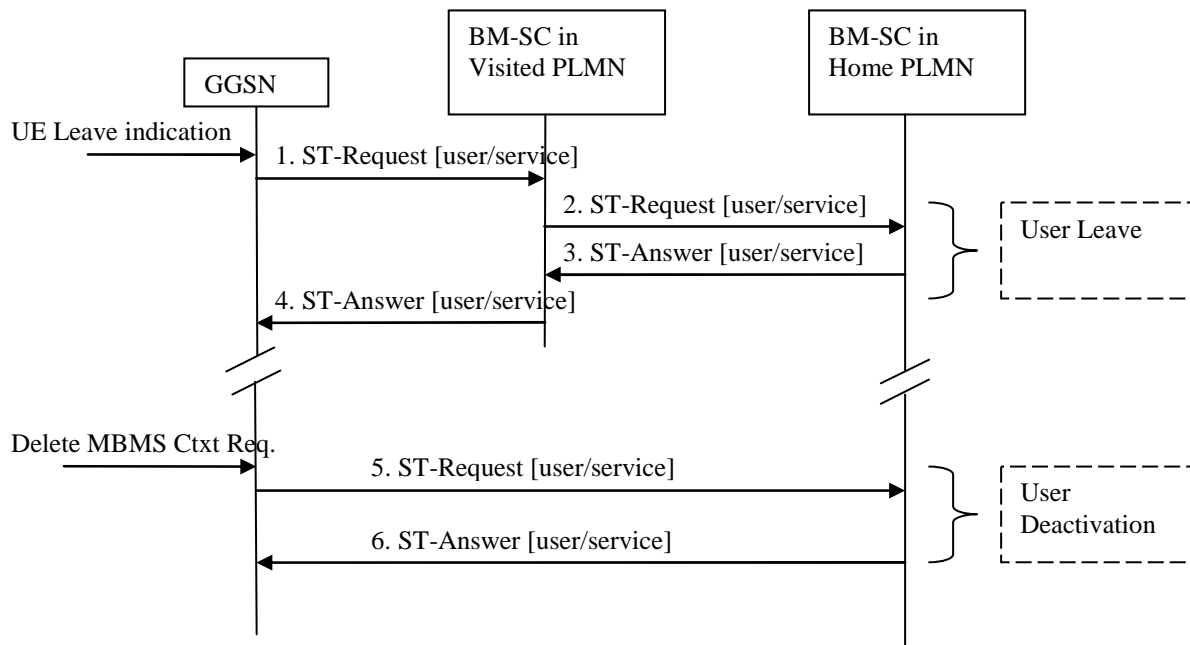 GGSN
BM-SC in
Visited PLMN
BM-SC in
Home PLMN
UE Leave indication
1. ST-Request [user/service]
2. ST-Request [user/service]
3. ST-Answer [user/service]
4. ST-Answer [user/service]
User Leave
Delete MBMS Ctxt Req.
5. ST-Request [user/service]
6. ST-Answer [user/service]
User
Deactivation